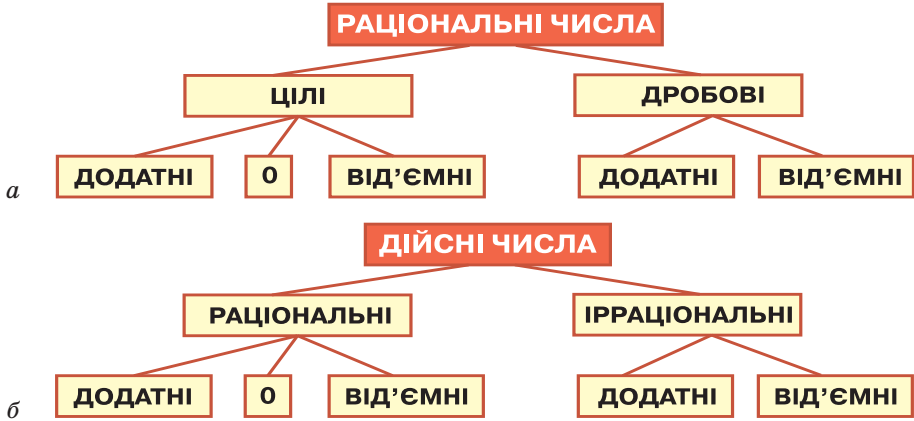 РАЦІОНАЛЬНІ ЧИСЛА
ЦІЛІ ДРОБОВІ
а ДОДАТНІ 0 ВІД’ЄМНІ ДОДАТНІ ВІД’ЄМНІ
ДІЙСНІ ЧИСЛА
РАЦІОНАЛЬНІ ІРРАЦІОНАЛЬНІ
б ДОДАТНІ 0 ВІД’ЄМНІ ДОДАТНІ ВІД’ЄМНІ